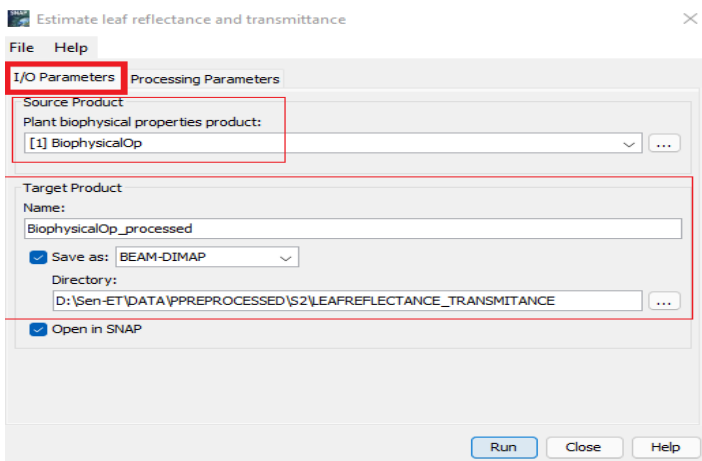 SNAP
Estimate leaf reflectance and transmittance
File Help
I/O Parameters Processing Parameters
Source Product
Plant biophysical properties product:
[1] BiophysicalOp ...
Target Product
Name:
BiophysicalOp_processed
Save as: BEAM-DIMAP
Directory:
D:\Sen-ET\DATA\PPREPROCESSED\S2\LEAFREFLECTANCE_TRANSMITANCE ...
Open in SNAP
Run Close Help